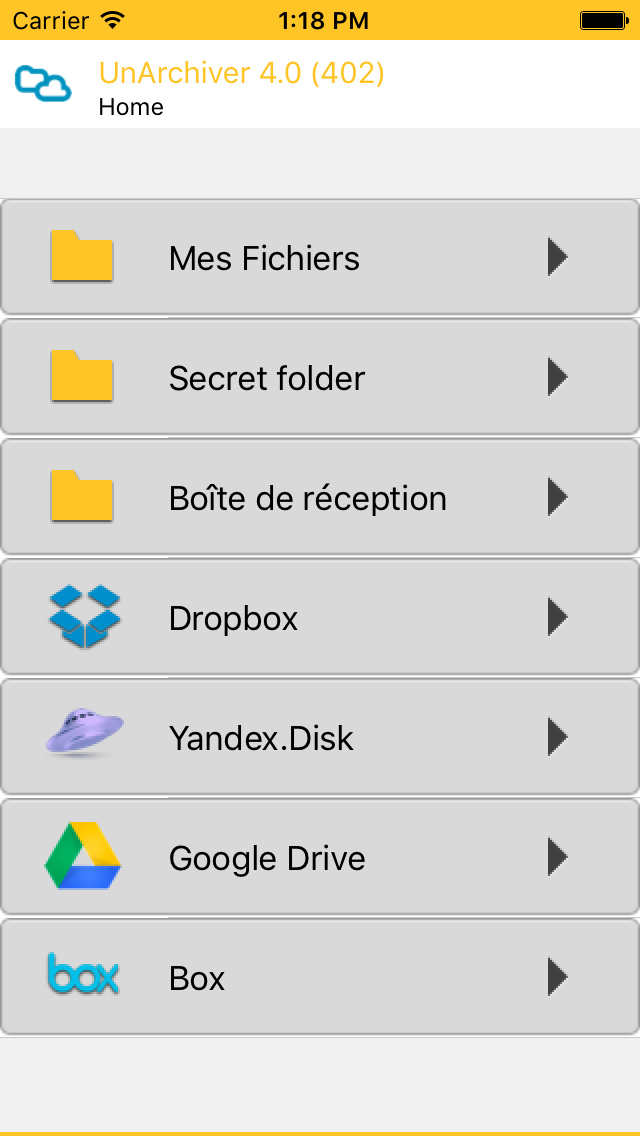 Carrier 1:18 PM
UnArchiver 4.0 (402)
Home
Mes Fichiers
Secret folder
Boîte de réception
Dropbox
Yandex.Disk
Google Drive
box Box